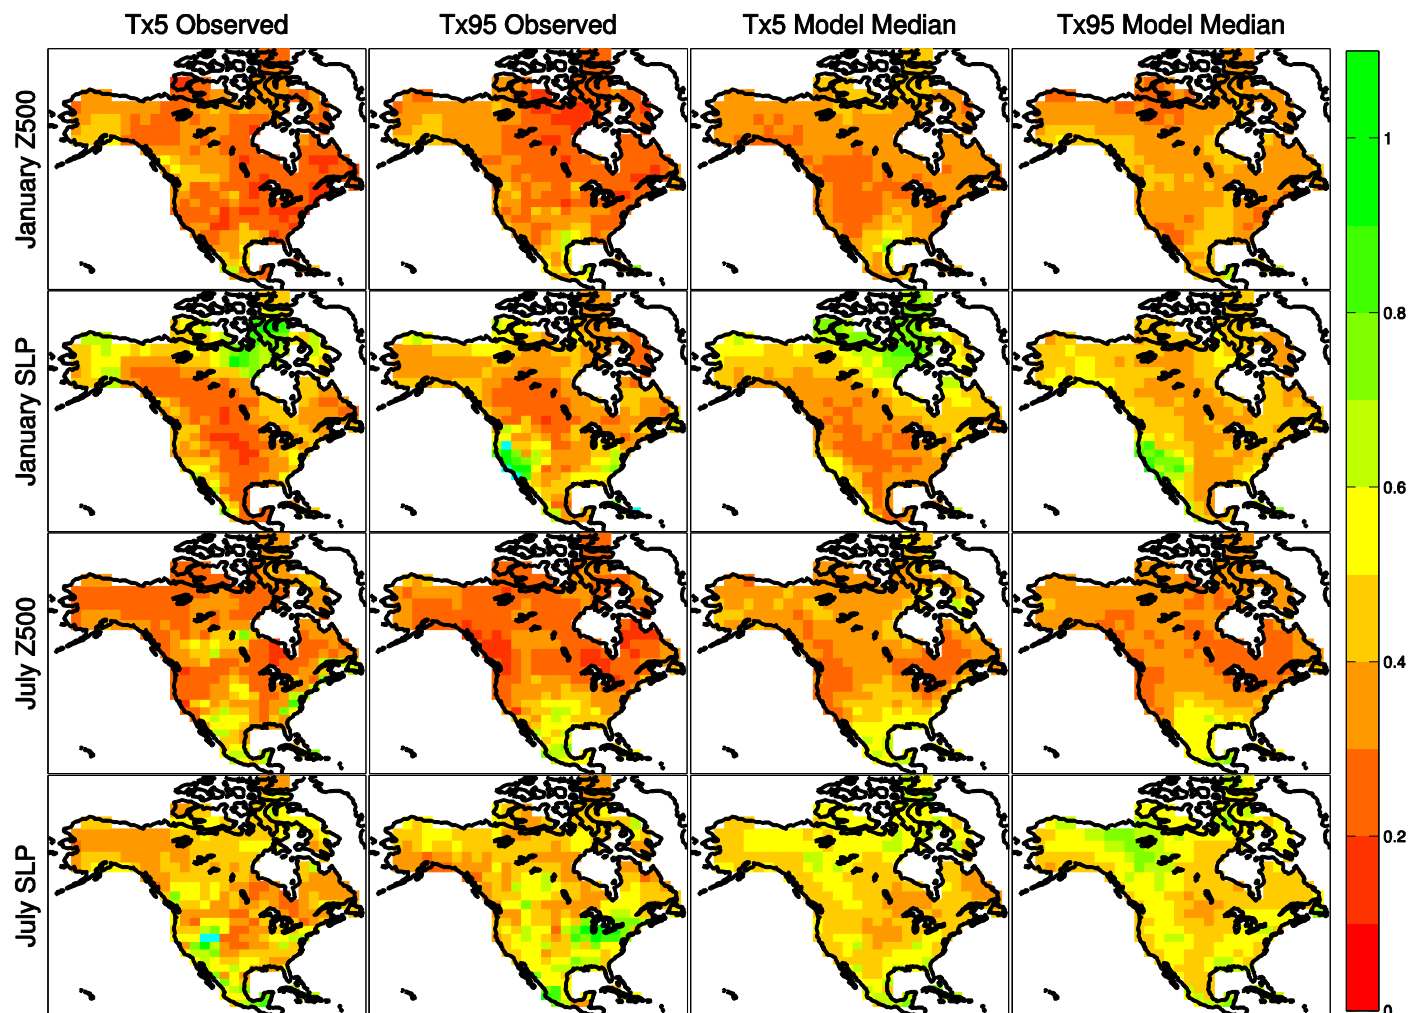 Tx5 Observed Tx95 Observed Tx5 Model Median Tx95 Model Median
January Z500
January SLP
July Z500
July SLP
1
0.8
0.6
0.4
0.2
0